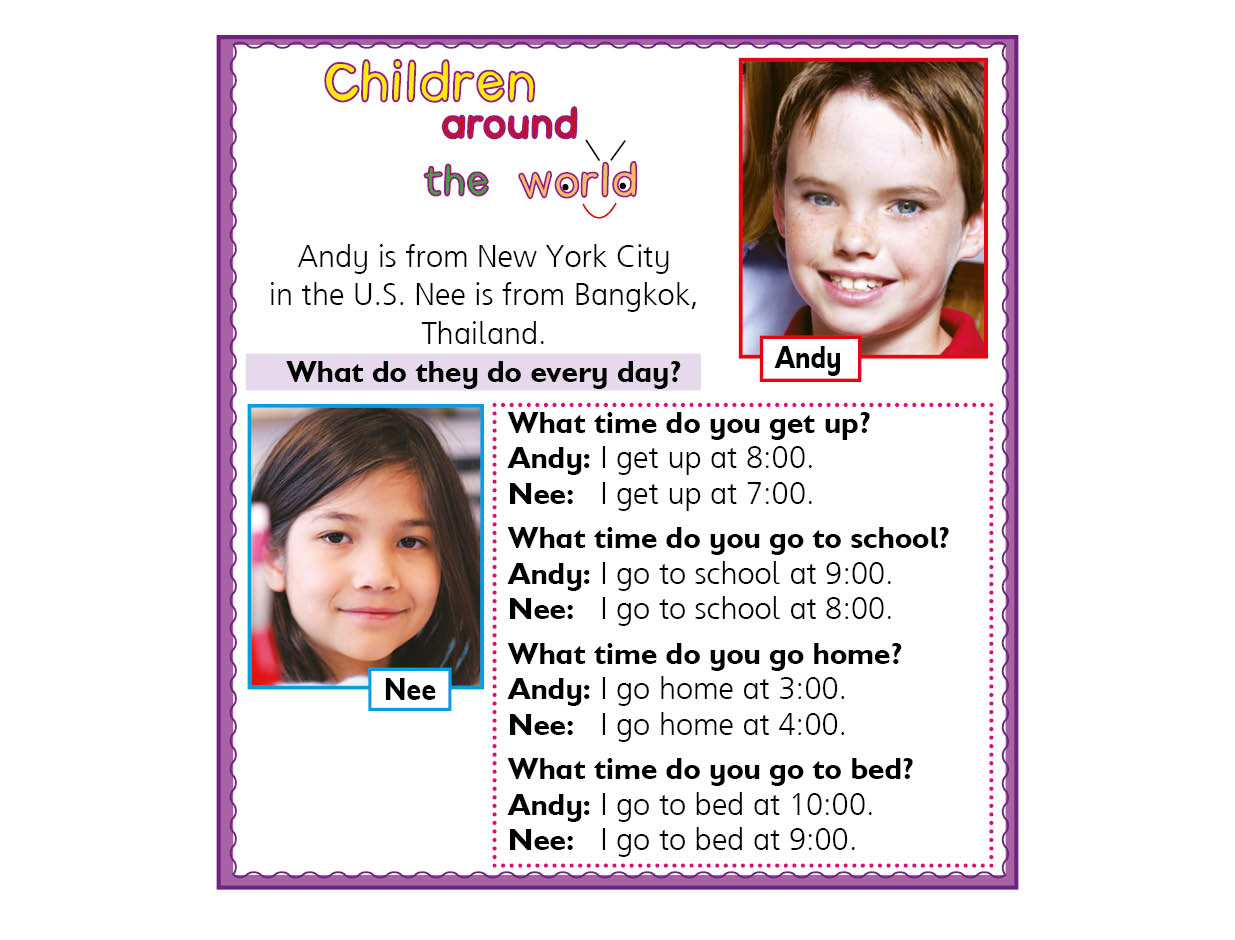 Children
around
the world
Andy is from New York City
in the U.S. Nee is from Bangkok,
Thailand.
What do they do every day?
Andy
Nee
What time do you get up?
Andy: I get up at 8:00.
Nee: I get up at 7:00.
What time do you go to school?
Andy: I go to school at 9:00.
Nee: I go to school at 8:00.
What time do you go home?
Andy: I go home at 3:00.
Nee: I go home at 4:00.
What time do you go to bed?
Andy: I go to bed at 10:00.
Nee: I go to bed at 9:00.